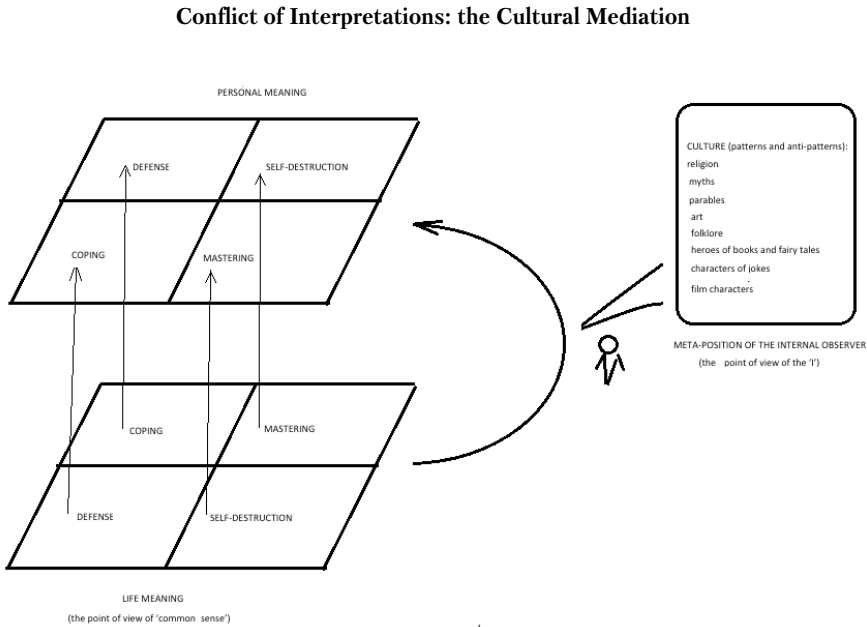 Conflict of Interpretations: the Cultural Mediation
PERSONAL MEANING
DEFENSE
SELF-DESTRUCTION
COPING
MASTERING
CULTURE (patterns and anti-patterns):
religion
myths
parables
art
folklore
heroes of books and fairy tales
characters of jokes
film characters
META-POSITION OF THE INTERNAL OBSERVER
(the point of view of the 'I')
COPING
MASTERING
DEFENSE
SELF-DESTRUCTION
LIFE MEANING
(the point of view of 'common sense')